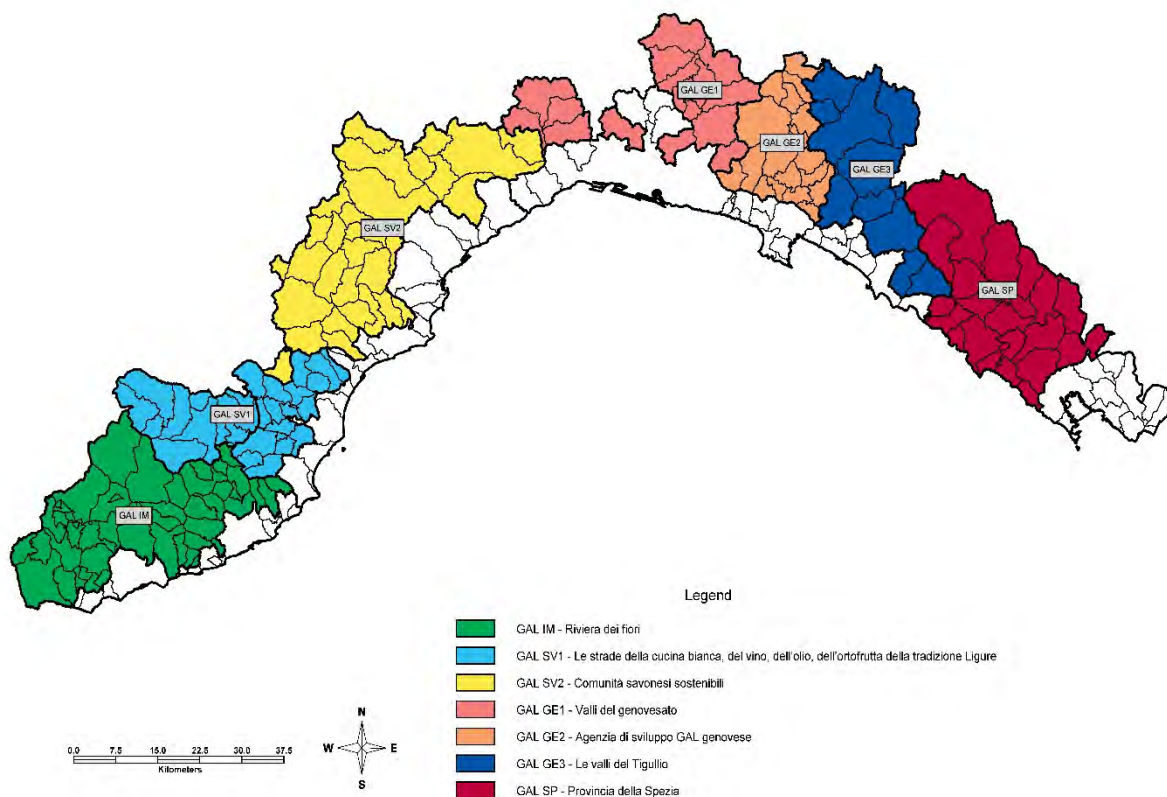 GAL GE1
GAL GE2
GAL GE3
GAL SV2
GAL SP
GAL SV1
GAL IM
Legend
GAL IM - Riviera dei fiori
GAL SV1 - Le strade della cucina bianca, del vino, dell'olio, dell'ortofrutta della tradizione Ligure
GAL SV2 - Comunità savonesi sostenibili
GAL GE1 - Valli del genovesato
GAL GE2 - Agenzia di sviluppo GAL genovese
GAL GE3 - Le valli del Tigullio
GAL SP - Provincia della Spezia
N
W E
S
0.0 7.5 15.0 22.5 30.0 37.5
Kilometers